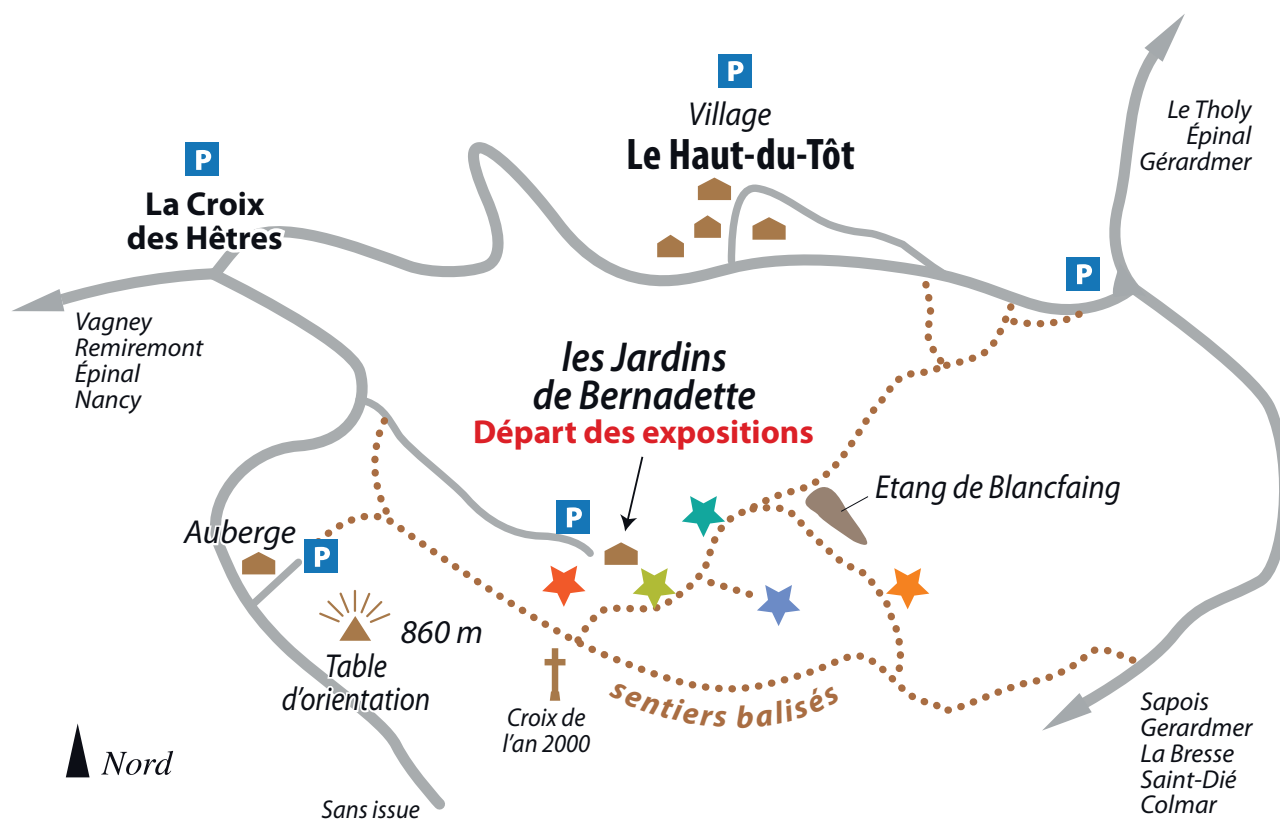 P
Village
Le Haut-du-Tôt
Le Tholy
Épinal
Gérardmer
P
La Croix
des Hêtres
P
Vagney
Remiremont
Épinal
Nancy
les Jardins
de Bernadette
Départ des expositions
Etang de Blancfaing
P
Auberge
P
860 m
Table
d'orientation
sentiers balisés
Croix de
l'an 2000
Sapois
Gerardmer
La Bresse
Saint-Dié
Colmar
Nord
Sans issue